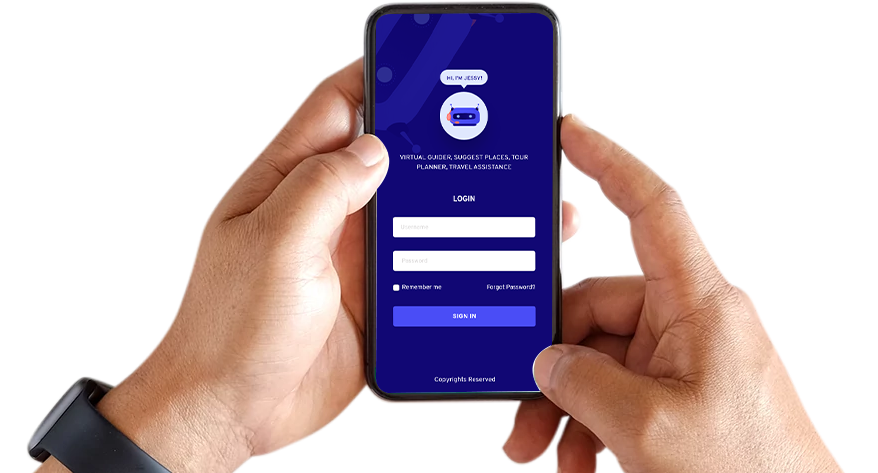 HI, I'M JESSY!
VIRTUAL GUIDER, SUGGEST PLACES, TOUR
PLANNER, TRAVEL ASSISTANCE
LOGIN
Username
Password
Remember me
Forgot Password?
SIGN IN
Copyrights Reserved